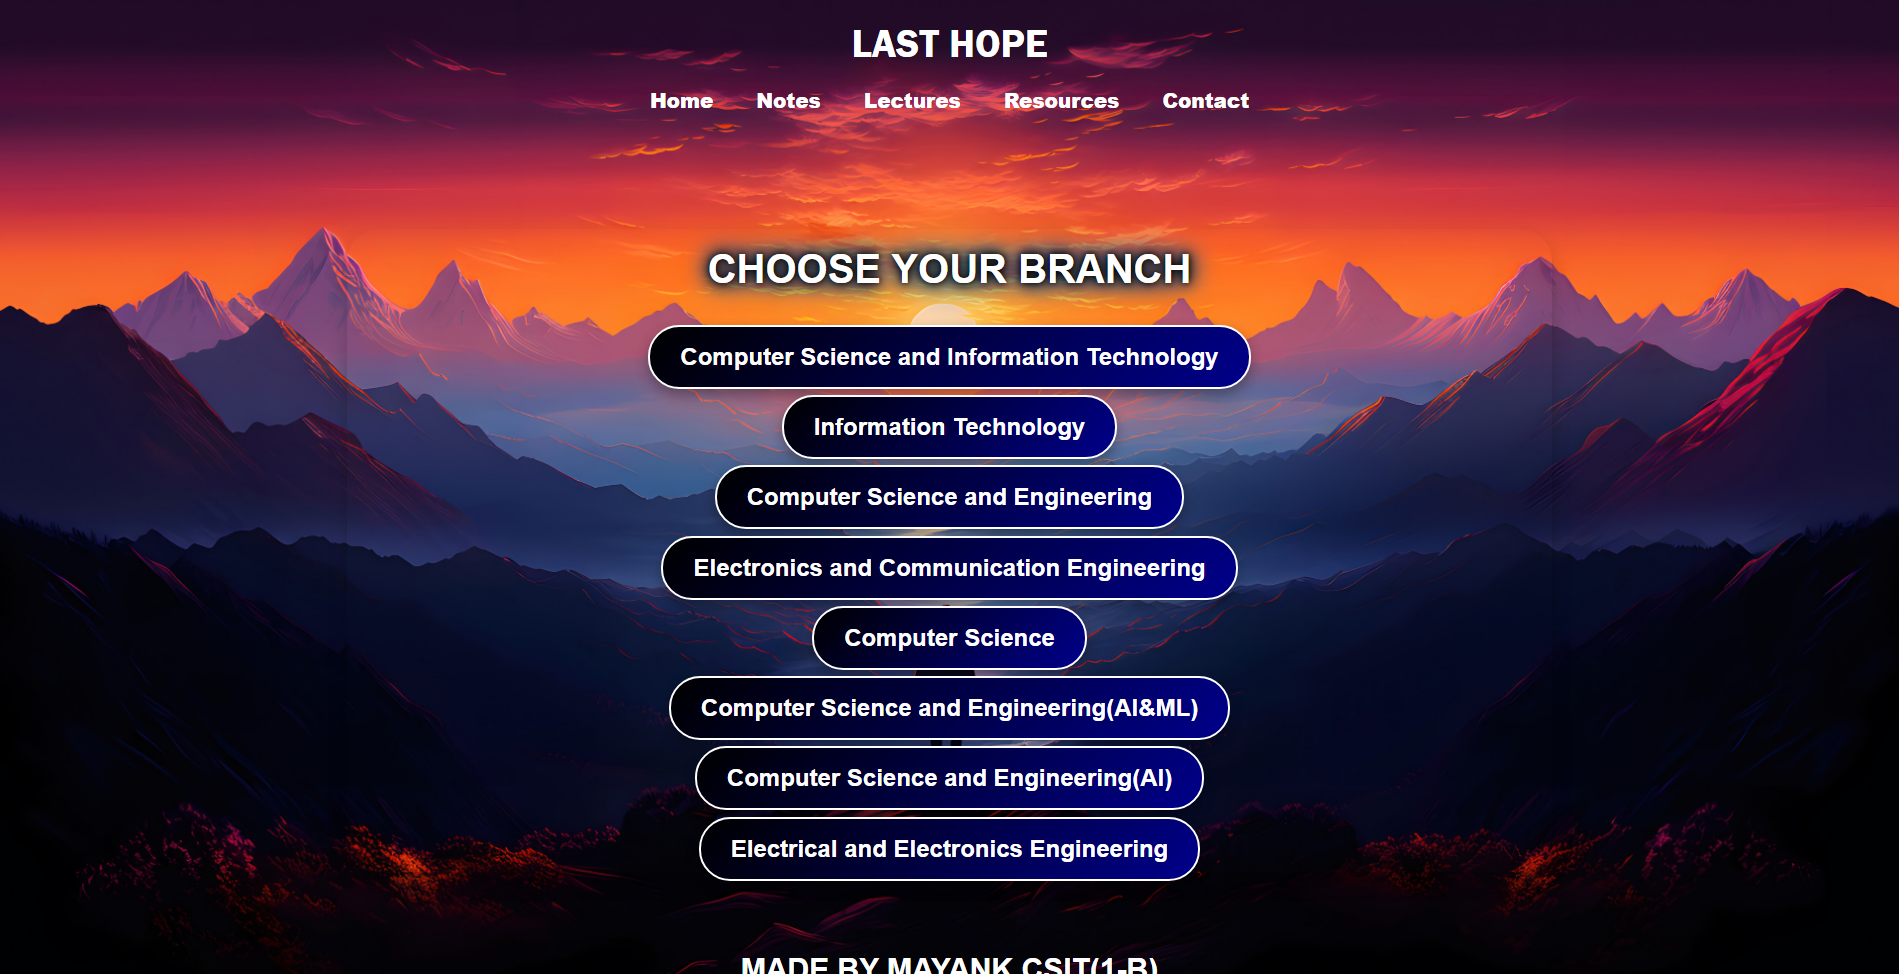 LAST HOPE
Home Notes Lectures Resources Contact
CHOOSE YOUR BRANCH
Computer Science and Information Technology
Information Technology
Computer Science and Engineering
Electronics and Communication Engineering
Computer Science
Computer Science and Engineering(AI&ML)
Computer Science and Engineering(AI)
Electrical and Electronics Engineering
MADE BY MAYANK CSIT(1-B)